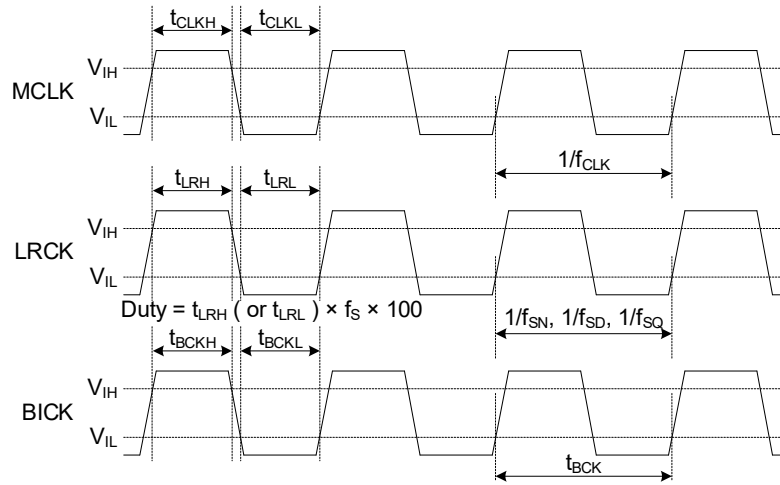 tCLKH tCLKL
VIH
MCLK
VIL
1/fCLK
tLRH tLRL
VIH
LRCK
VIL
Duty = tLRH ( or tLRL ) × fS × 100
1/fSN, 1/fSD, 1/fSQ
tBCKH tBCKL
VIH
BICK
VIL
tBCK